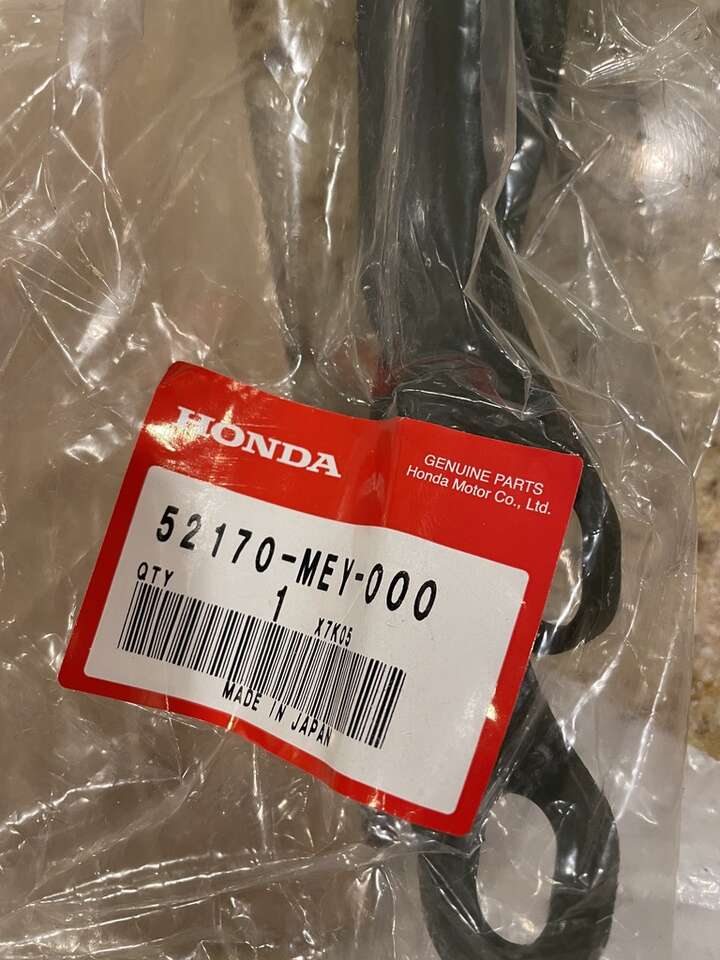 HONDA
GENUINE PARTS
Honda Motor Co., Ltd.
52170-MEY-000
QTY 1 X7K05
MADE IN JAPAN